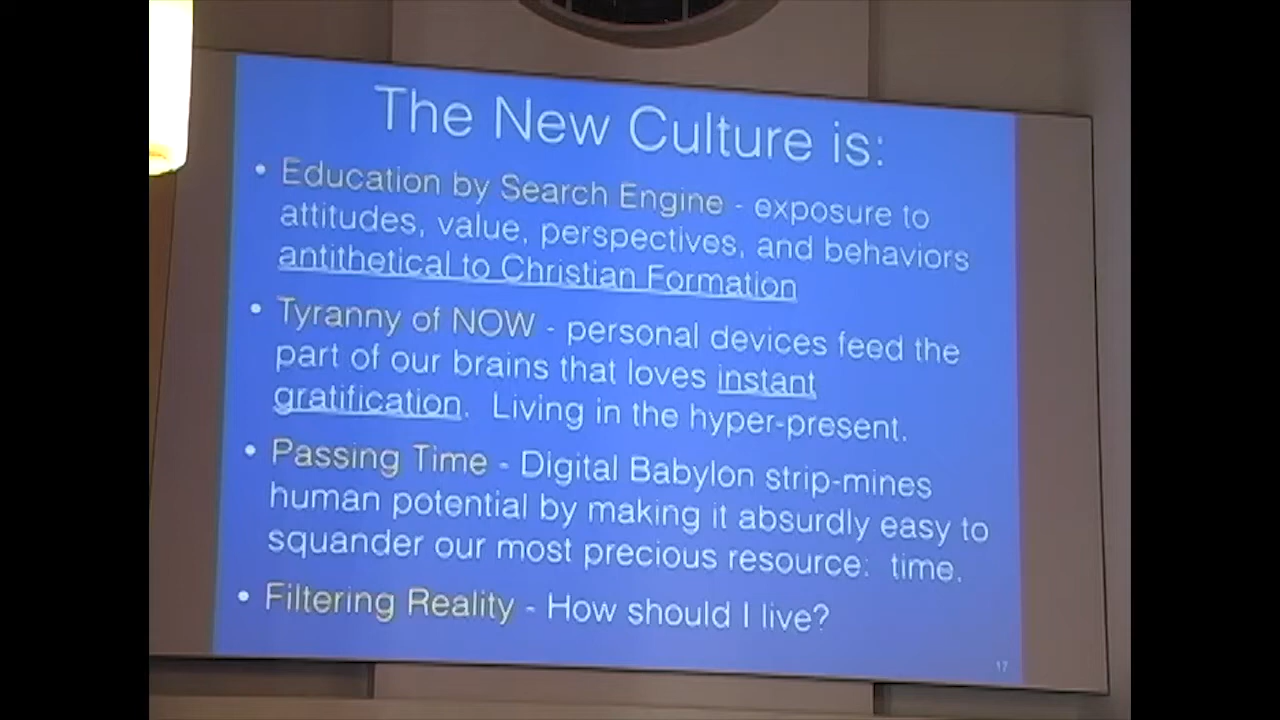 The New Culture is:
• Education by Search Engine - exposure to
attitudes, value, perspectives, and behaviors
antithetical to Christian Formation
• Tyranny of NOW - personal devices feed the
part of our brains that loves instant
gratification. Living in the hyper-present.
• Passing Time - Digital Babylon strip-mines
human potential by making it absurdly easy to
squander our most precious resource: time.
• Filtering Reality - How should I live?
17